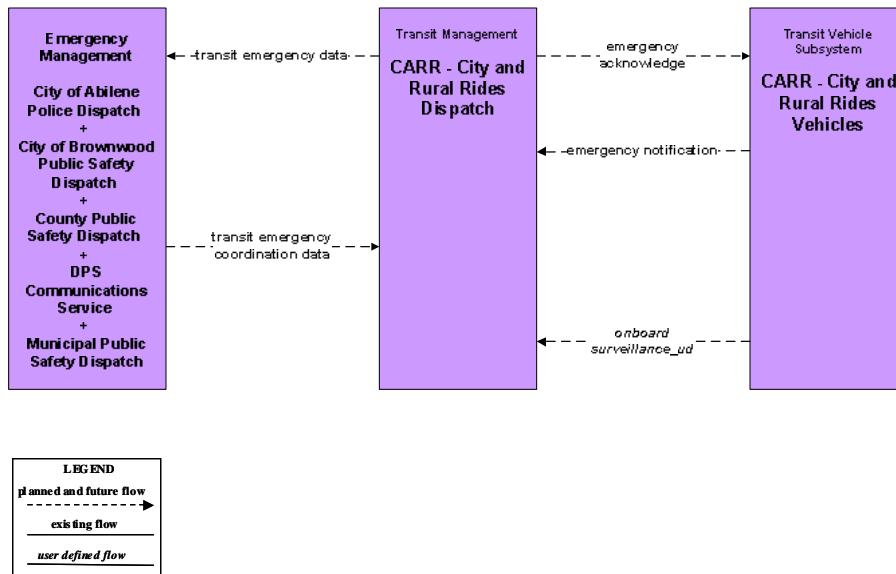 Emergency
Management
City of Abilene
Police Dispatch
+
City of Brownwood
Public Safety
Dispatch
+
County Public
Safety Dispatch
+
DPS
Communications
Service
+
Municipal Public
Safety Dispatch
transit emergency data
transit emergency
coordination data
Transit Management
CARR - City and
Rural Rides
Dispatch
emergency
acknowledge
emergency notification
onboard
surveillance_ud
Transit Vehicle
Subsystem
CARR - City and
Rural Rides
Vehicles
LEGEND
planned and future flow
existing flow
user defined flow